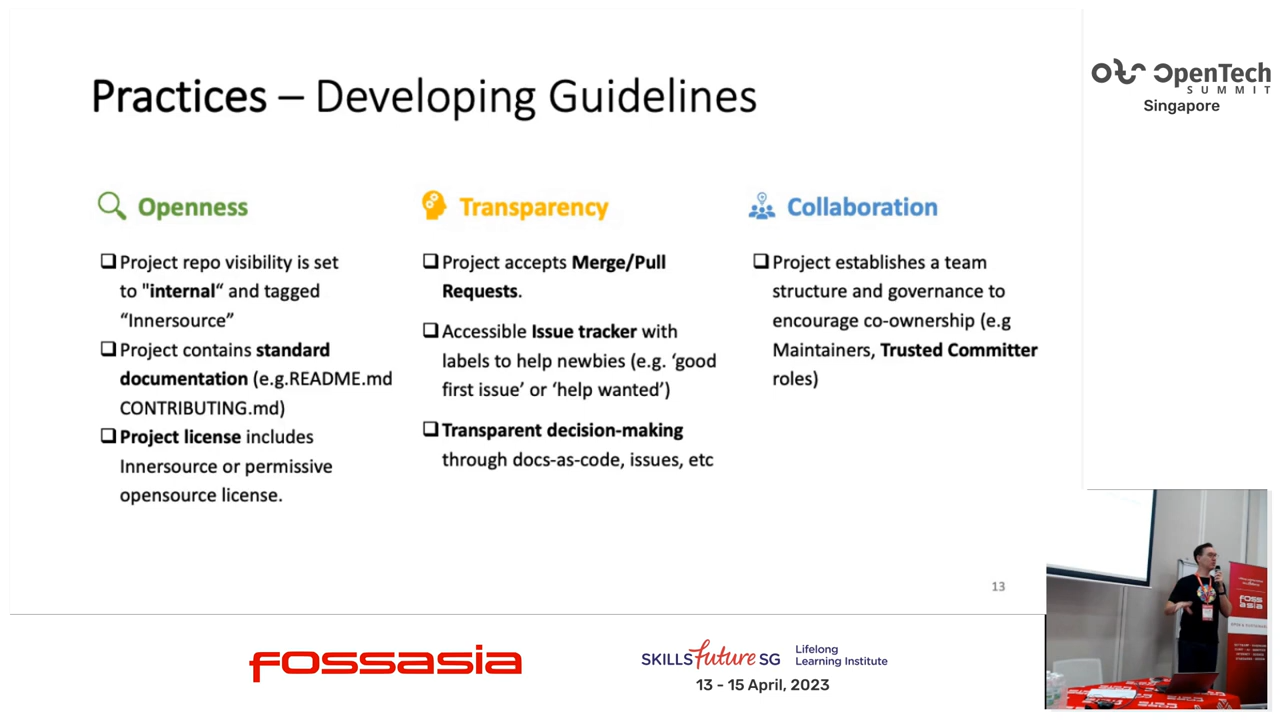 Practices – Developing Guidelines
Openness
❑Project repo visibility is set
to "internal“ and tagged
“Innersource”
❑Project contains standard
documentation (e.g.README.md
CONTRIBUTING.md)
❑Project license includes
Innersource or permissive
opensource license.
Transparency
❑Project accepts Merge/Pull
Requests.
❑Accessible Issue tracker with
labels to help newbies (e.g. ‘good
first issue’ or ‘help wanted’)
❑Transparent decision-making
through docs-as-code, issues, etc
Collaboration
❑Project establishes a team
structure and governance to
encourage co-ownership (e.g
Maintainers, Trusted Committer
roles)
13
OpenTech
SUMMIT
Singapore
FOSS
ASIA
fossasia
SKILLSfuture SG
Lifelong
Learning Institute
13 - 15 April, 2023